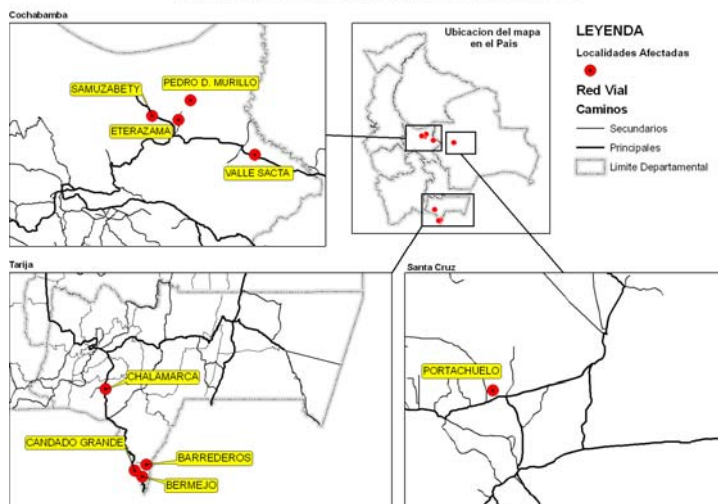 Cochabamba
SAMUZABETY
PEDRO D. MURILLO
ETERAZAMA
VALLE SACTA
Ubicacion del mapa
en el Pais
LEYENDA
Localidades Afectadas
Red Vial
Caminos
Secundarios
Principales
Limite Departamental
Tarija
CHALAMARCA
CANDADO GRANDE
BARREDEROS
BERMEJO
Santa Cruz
PORTACHUELO